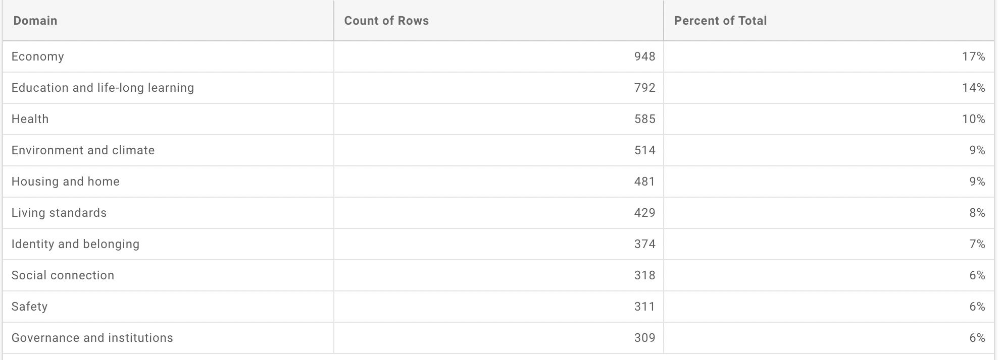 Domain Count of Rows Percent of Total
Economy 948 17%
Education and life-long learning 792 14%
Health 585 10%
Environment and climate 514 9%
Housing and home 481 9%
Living standards 429 8%
Identity and belonging 374 7%
Social connection 318 6%
Safety 311 6%
Governance and institutions 309 6%